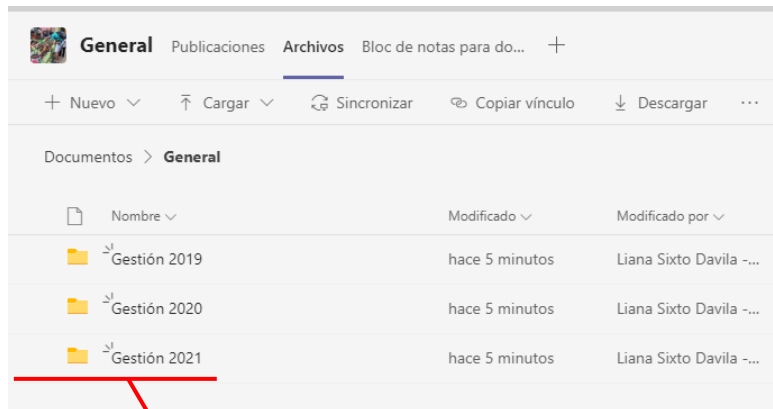 General Publicaciones Archivos Bloc de notas para do...
Nuevo Cargar Sincronizar Copiar vínculo Descargar ...
Documentos > General
Nombre Modificado Modificado por
Gestión 2019 hace 5 minutos Liana Sixto Davila -...
Gestión 2020 hace 5 minutos Liana Sixto Davila -...
Gestión 2021 hace 5 minutos Liana Sixto Davila -...